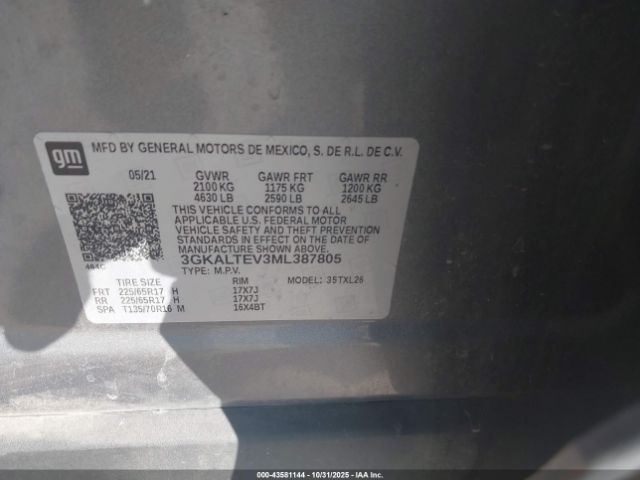 gm
MFD BY GENERAL MOTORS DE MEXICO, S. DE R.L. DE C.V.
05/21 GVWR GAWR FRT GAWR RR
2100 KG 1175 KG 1200 KG
4630 LB 2590 LB 2645 LB
THIS VEHICLE CONFORMS TO ALL
APPLICABLE U.S. FEDERAL MOTOR
VEHICLE SAFETY AND THEFT PREVENTION
STANDARDS IN EFFECT ON THE DATE OF
MANUFACTURE SHOWN ABOVE.
3GKALTEV3ML387805
TYPE: M.P.V. MODEL: 35TXL26
TIRE SIZE RIM
FRT 225/65R17 H 17X7J
RR 225/65R17 H 17X7J
SPA T135/70R16 M 16X4BT
000-43581144 - 10/31/2025 - IAA Inc.